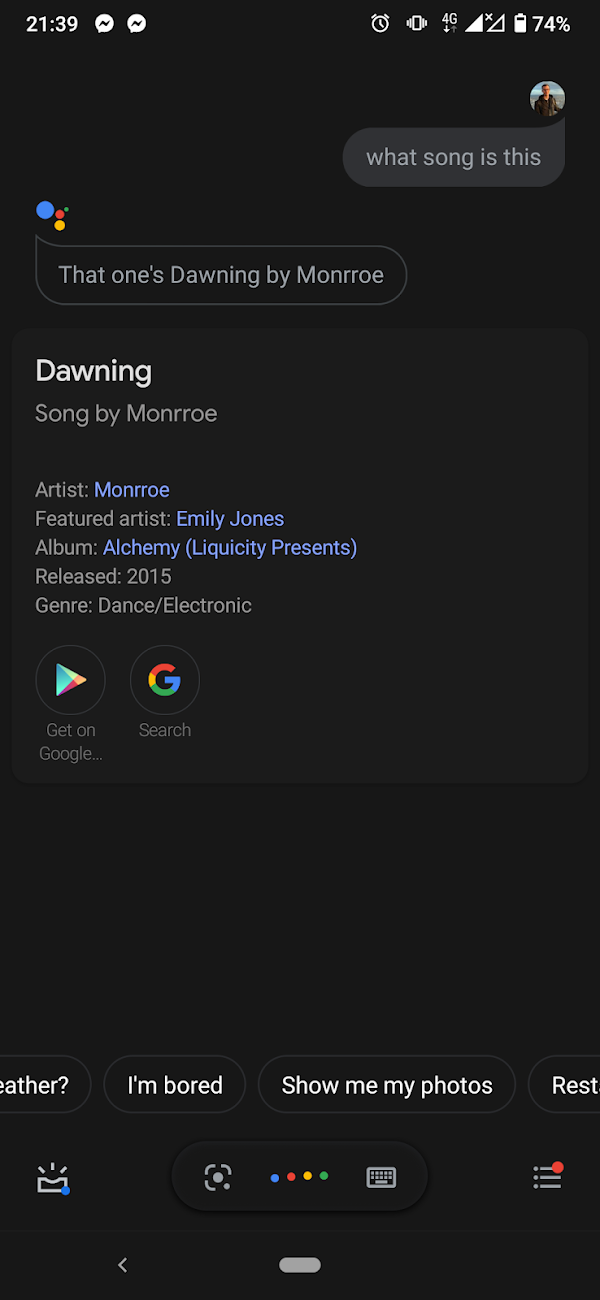 21:39 4G 74%
what song is this
That one's Dawning by Monrroe
Dawning
Song by Monrroe
Artist: Monrroe
Featured artist: Emily Jones
Album: Alchemy (Liquicity Presents)
Released: 2015
Genre: Dance/Electronic
Get on Search
Google...
eather? I'm bored Show me my photos Rest